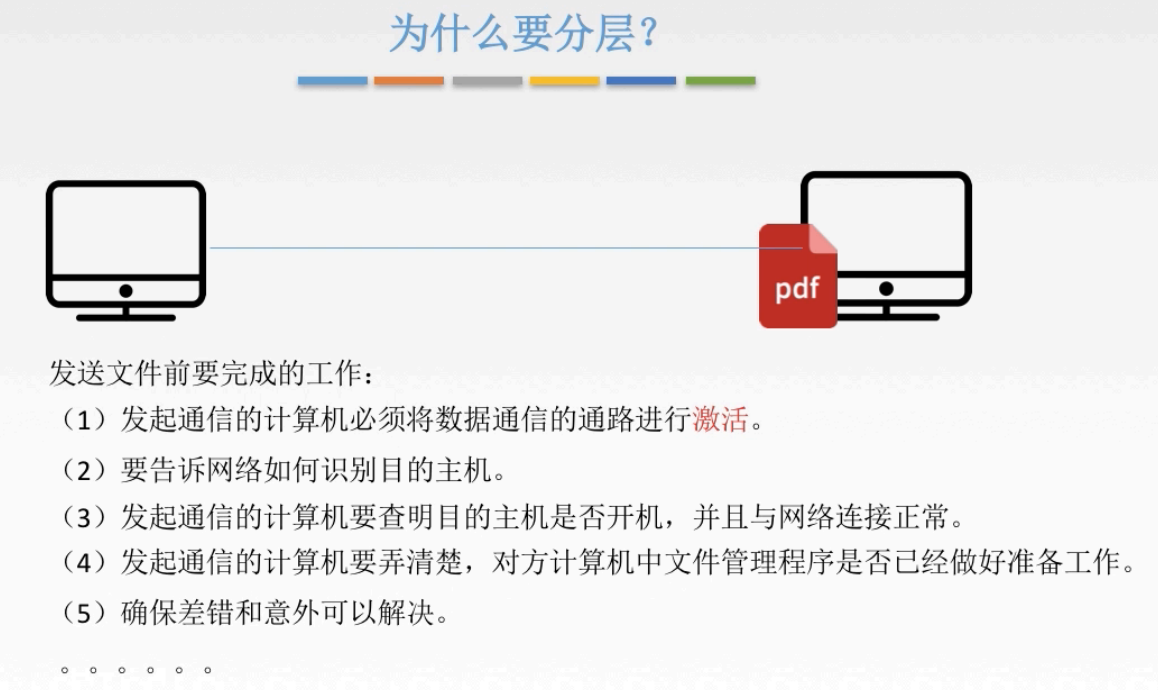 为什么要分层？
pdf
发送文件前要完成的工作：
（1）发起通信的计算机必须将数据通信的通路进行激活。
（2）要告诉网络如何识别目的主机。
（3）发起通信的计算机要查明目的主机是否开机，并且与网络连接正常。
（4）发起通信的计算机要弄清楚，对方计算机中文件管理程序是否已经做好准备工作。
（5）确保差错和意外可以解决。
。。。。。。